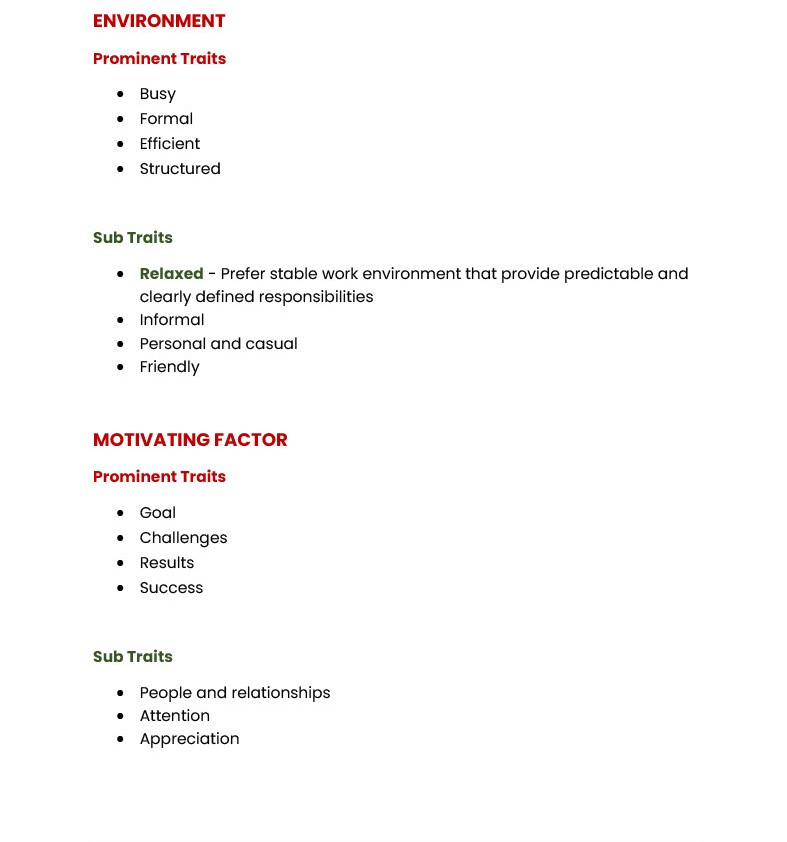 ENVIRONMENT
Prominent Traits
• Busy
• Formal
• Efficient
• Structured
Sub Traits
• Relaxed - Prefer stable work environment that provide predictable and
clearly defined responsibilities
• Informal
• Personal and casual
• Friendly
MOTIVATING FACTOR
Prominent Traits
• Goal
• Challenges
• Results
• Success
Sub Traits
• People and relationships
• Attention
• Appreciation